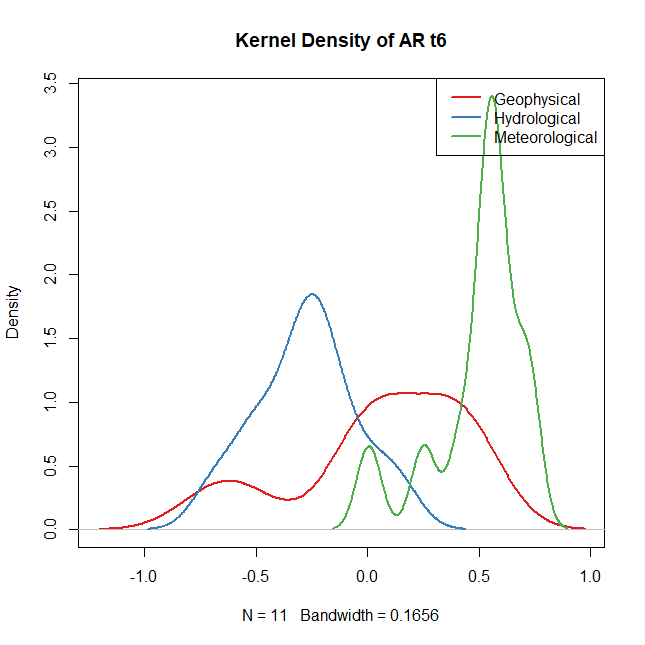 Kernel Density of AR t6
Geophysical
Hydrological
Meteorological
Density
3.5
3.0
2.5
2.0
1.5
1.0
0.5
0.0
-1.0 -0.5 0.0 0.5 1.0
N = 11 Bandwidth = 0.1656